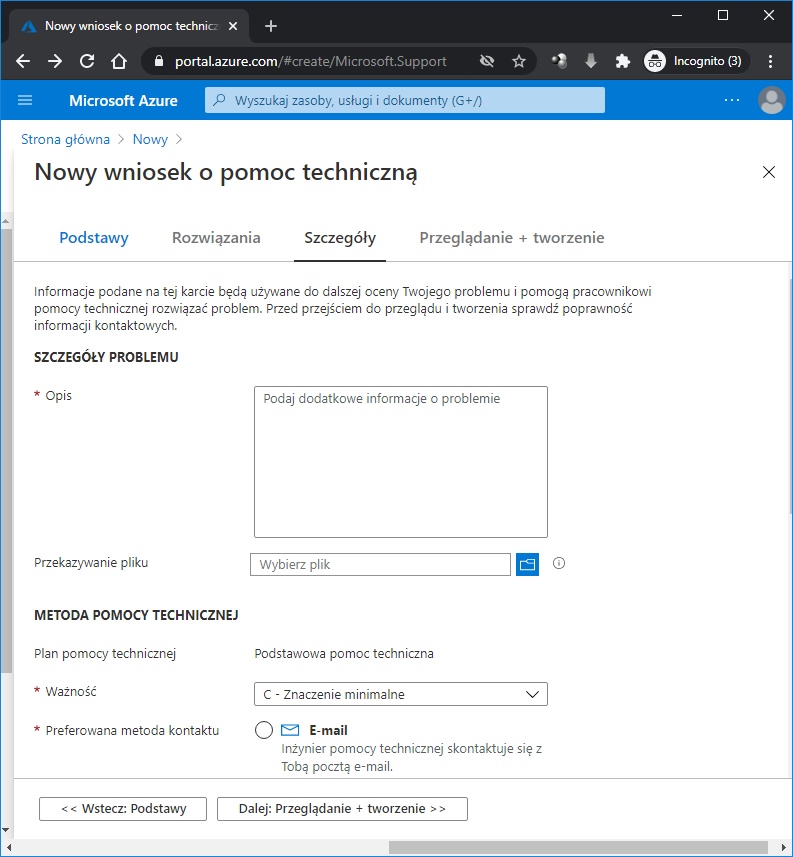 Nowy wniosek o pomoc technicz
portal.azure.com/#create/Microsoft.Support
Incognito (3)
Microsoft Azure
Wyszukaj zasoby, usługi i dokumenty (G+/)
Strona główna > Nowy >
Nowy wniosek o pomoc techniczną
Podstawy Rozwiązania Szczegóły Przeglądanie + tworzenie
Informacje podane na tej karcie będą używane do dalszej oceny Twojego problemu i pomogą pracownikowi
pomocy technicznej rozwiązać problem. Przed przejściem do przeglądu i tworzenia sprawdź poprawność
informacji kontaktowych.
SZCZEGÓŁY PROBLEMU
* Opis
Podaj dodatkowe informacje o problemie
Przekazywanie pliku
Wybierz plik
METODA POMOCY TECHNICZNEJ
Plan pomocy technicznej
Podstawowa pomoc techniczna
* Ważność
C - Znaczenie minimalne
* Preferowana metoda kontaktu
E-mail
Inżynier pomocy technicznej skontaktuje się z
Tobą pocztą e-mail.
<< Wstecz: Podstawy
Dalej: Przeglądanie + tworzenie >>